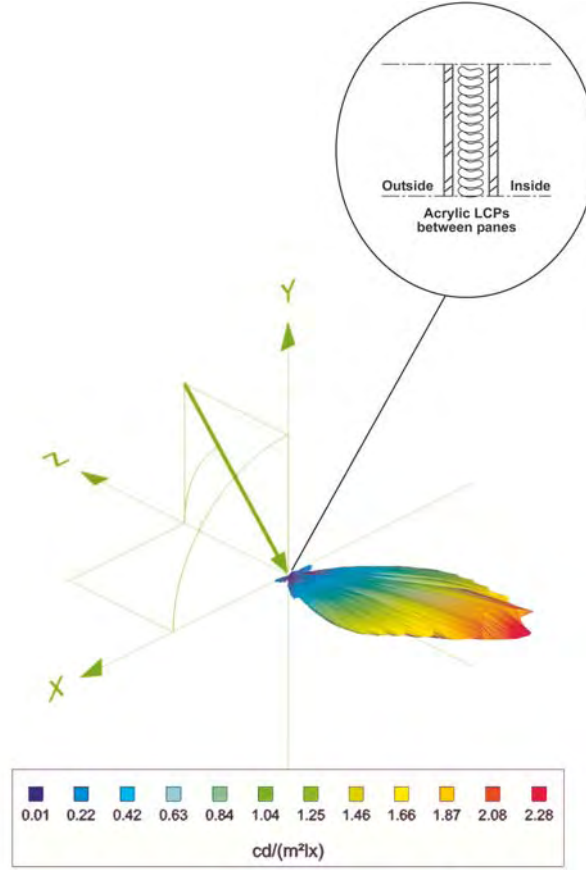 Outside
Inside
Acrylic LCPs
between panes
Y
Z
X
0.01 0.22 0.42 0.63 0.84 1.04 1.25 1.46 1.66 1.87 2.08 2.28
cd/(m²lx)